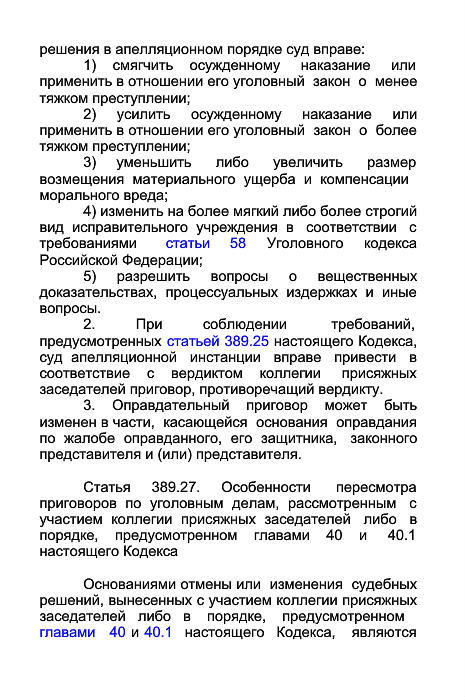 решения в апелляционном порядке суд вправе:
1) смягчить осужденному наказание или
применить в отношении его уголовный закон о менее
тяжком преступлении;
2) усилить осужденному наказание или
применить в отношении его уголовный закон о более
тяжком преступлении;
3) уменьшить либо увеличить размер
возмещения материального ущерба и компенсации
морального вреда;
4) изменить на более мягкий либо более строгий
вид исправительного учреждения в соответствии с
требованиями статьи 58 Уголовного кодекса
Российской Федерации;
5) разрешить вопросы о вещественных
доказательствах, процессуальных издержках и иные
вопросы.
2. При соблюдении требований,
предусмотренных статьей 389.25 настоящего Кодекса,
суд апелляционной инстанции вправе привести в
соответствие с вердиктом коллегии присяжных
заседателей приговор, противоречащий вердикту.
3. Оправдательный приговор может быть
изменен в части, касающейся основания оправдания
по жалобе оправданного, его защитника, законного
представителя и (или) представителя.
Статья 389.27. Особенности пересмотра
приговоров по уголовным делам, рассмотренным с
участием коллегии присяжных заседателей либо в
порядке, предусмотренном главами 40 и 40.1
настоящего Кодекса
Основаниями отмены или изменения судебных
решений, вынесенных с участием коллегии присяжных
заседателей либо в порядке, предусмотренном
главами 40 и 40.1 настоящего Кодекса, являются